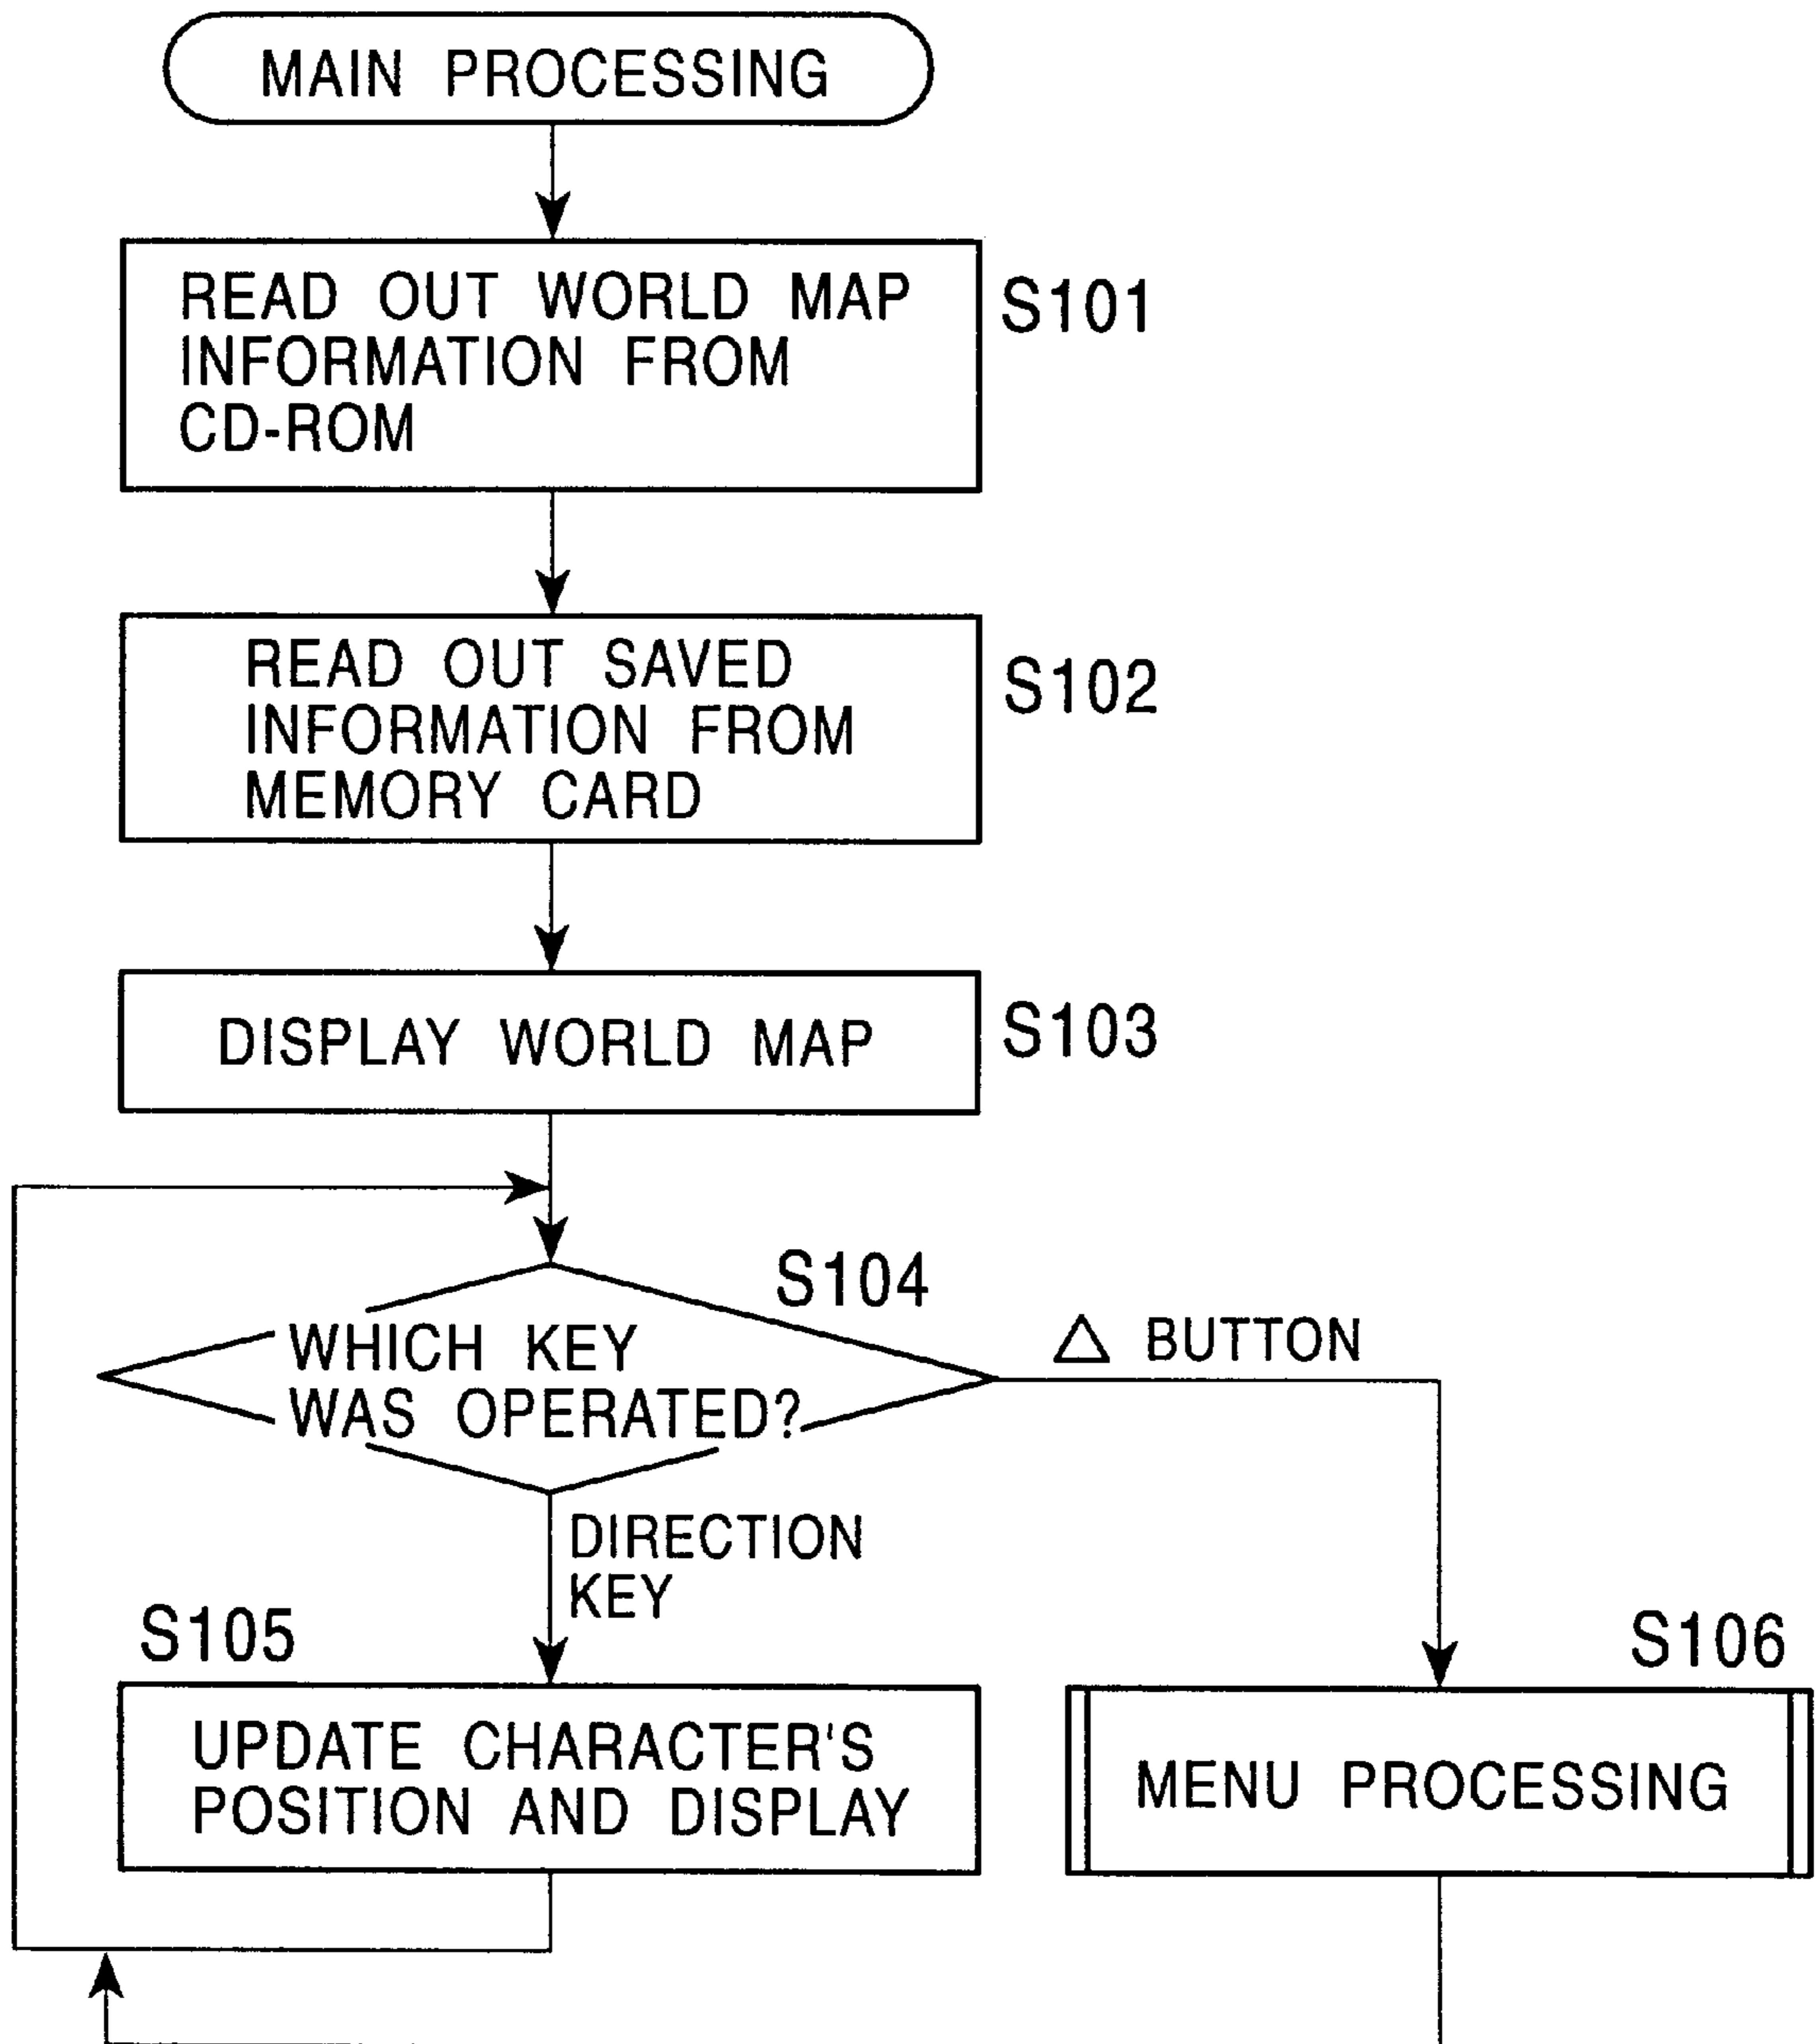 MAIN PROCESSING
READ OUT WORLD MAP
INFORMATION FROM
CD-ROM
S101
READ OUT SAVED
INFORMATION FROM
MEMORY CARD
S102
DISPLAY WORLD MAP
S103
S104
WHICH KEY
WAS OPERATED?
△ BUTTON
DIRECTION
KEY
S105
UPDATE CHARACTER'S
POSITION AND DISPLAY
S106
MENU PROCESSING